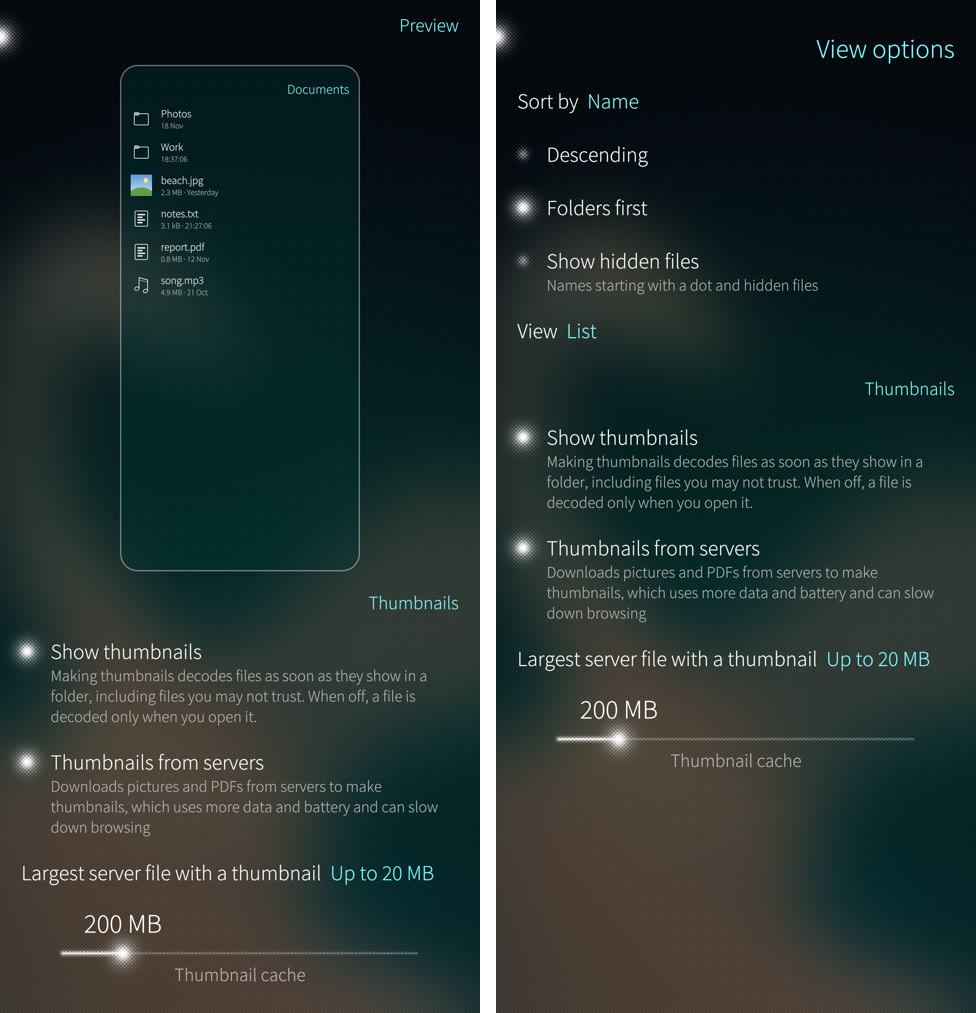 Preview
Documents
Photos
18 Nov
Work
18:37:06
beach.jpg
2.3 MB · Yesterday
notes.txt
3.1 kB · 21:27:06
report.pdf
0.8 MB · 12 Nov
song.mp3
4.9 MB · 21 Oct
Thumbnails
Show thumbnails
Making thumbnails decodes files as soon as they show in a
folder, including files you may not trust. When off, a file is
decoded only when you open it.
Thumbnails from servers
Downloads pictures and PDFs from servers to make
thumbnails, which uses more data and battery and can slow
down browsing
Largest server file with a thumbnail Up to 20 MB
200 MB
Thumbnail cache
View options
Sort by Name
Descending
Folders first
Show hidden files
Names starting with a dot and hidden files
View List
Thumbnails
Show thumbnails
Making thumbnails decodes files as soon as they show in a
folder, including files you may not trust. When off, a file is
decoded only when you open it.
Thumbnails from servers
Downloads pictures and PDFs from servers to make
thumbnails, which uses more data and battery and can slow
down browsing
Largest server file with a thumbnail Up to 20 MB
200 MB
Thumbnail cache